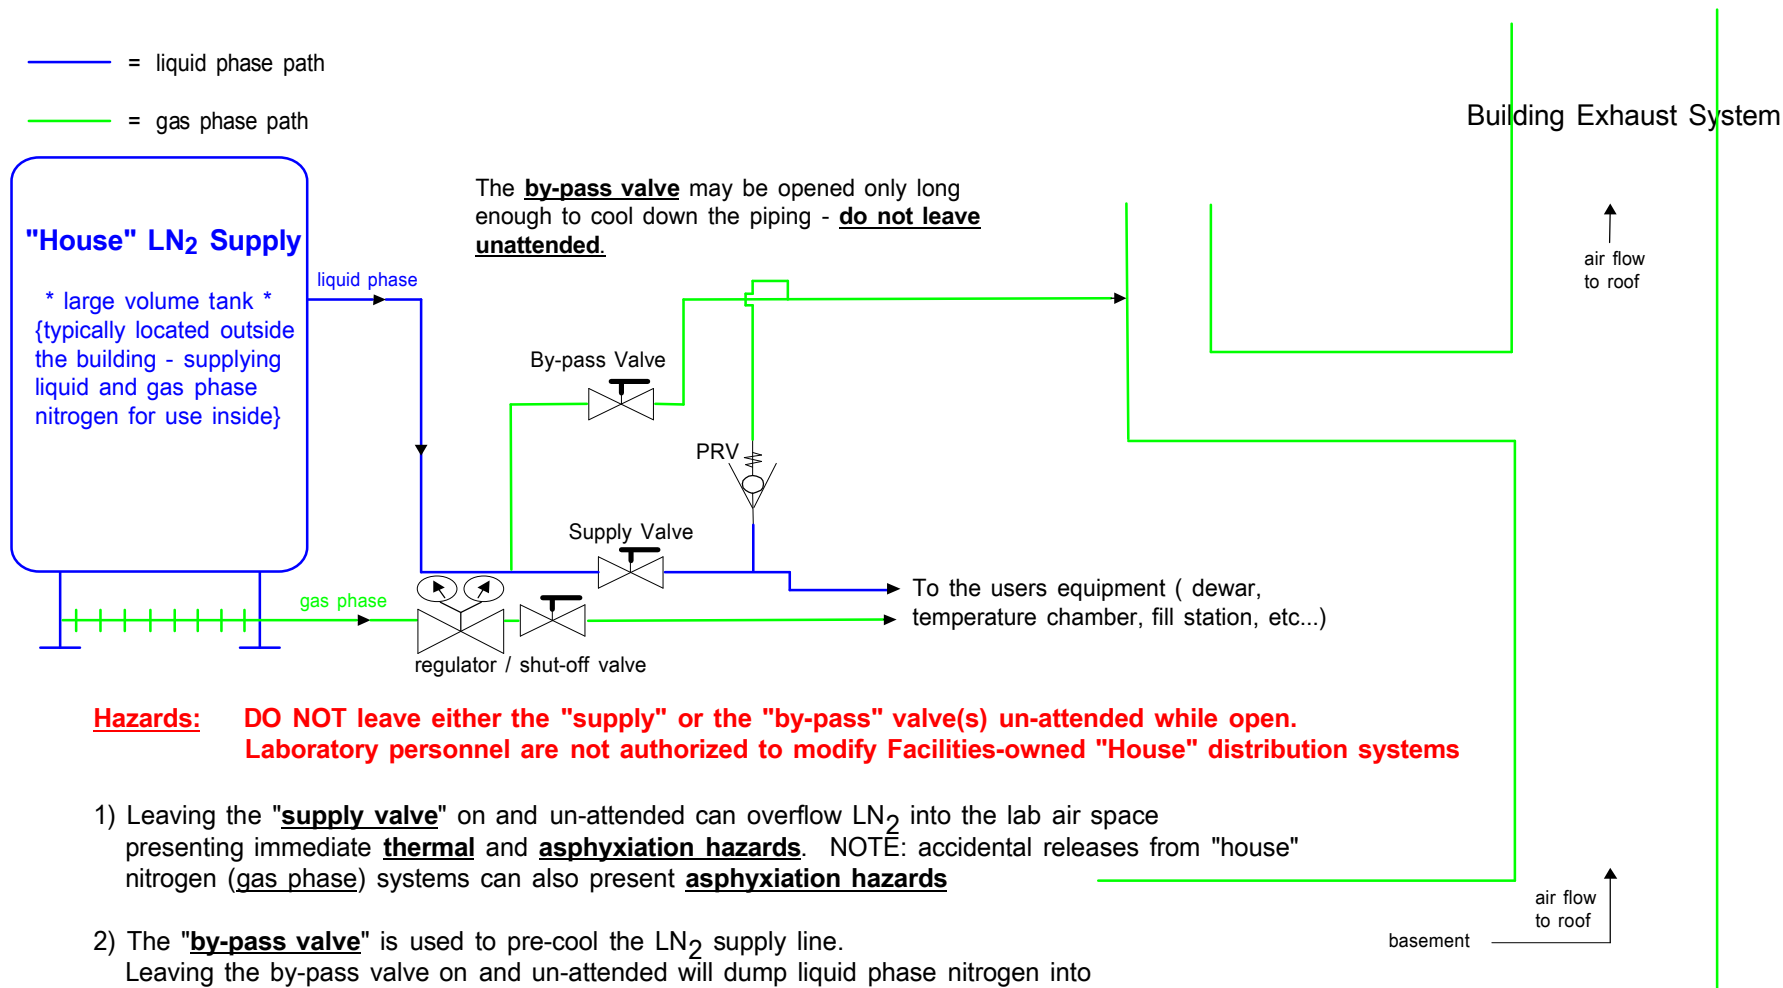 = liquid phase path
= gas phase path
Building Exhaust System
"House" LN2 Supply
* large volume tank *
{typically located outside
the building - supplying
liquid and gas phase
nitrogen for use inside}
The by-pass valve may be opened only long
enough to cool down the piping - do not leave
unattended.
liquid phase
air flow
to roof
By-pass Valve
PRV
Supply Valve
gas phase
To the users equipment ( dewar,
temperature chamber, fill station, etc...)
regulator / shut-off valve
Hazards: DO NOT leave either the "supply" or the "by-pass" valve(s) un-attended while open.
Laboratory personnel are not authorized to modify Facilities-owned "House" distribution systems
1) Leaving the "supply valve" on and un-attended can overflow LN2 into the lab air space
presenting immediate thermal and asphyxiation hazards. NOTE: accidental releases from "house"
nitrogen (gas phase) systems can also present asphyxiation hazards
air flow
to roof
basement
2) The "by-pass valve" is used to pre-cool the LN2 supply line.
Leaving the by-pass valve on and un-attended will dump liquid phase nitrogen into